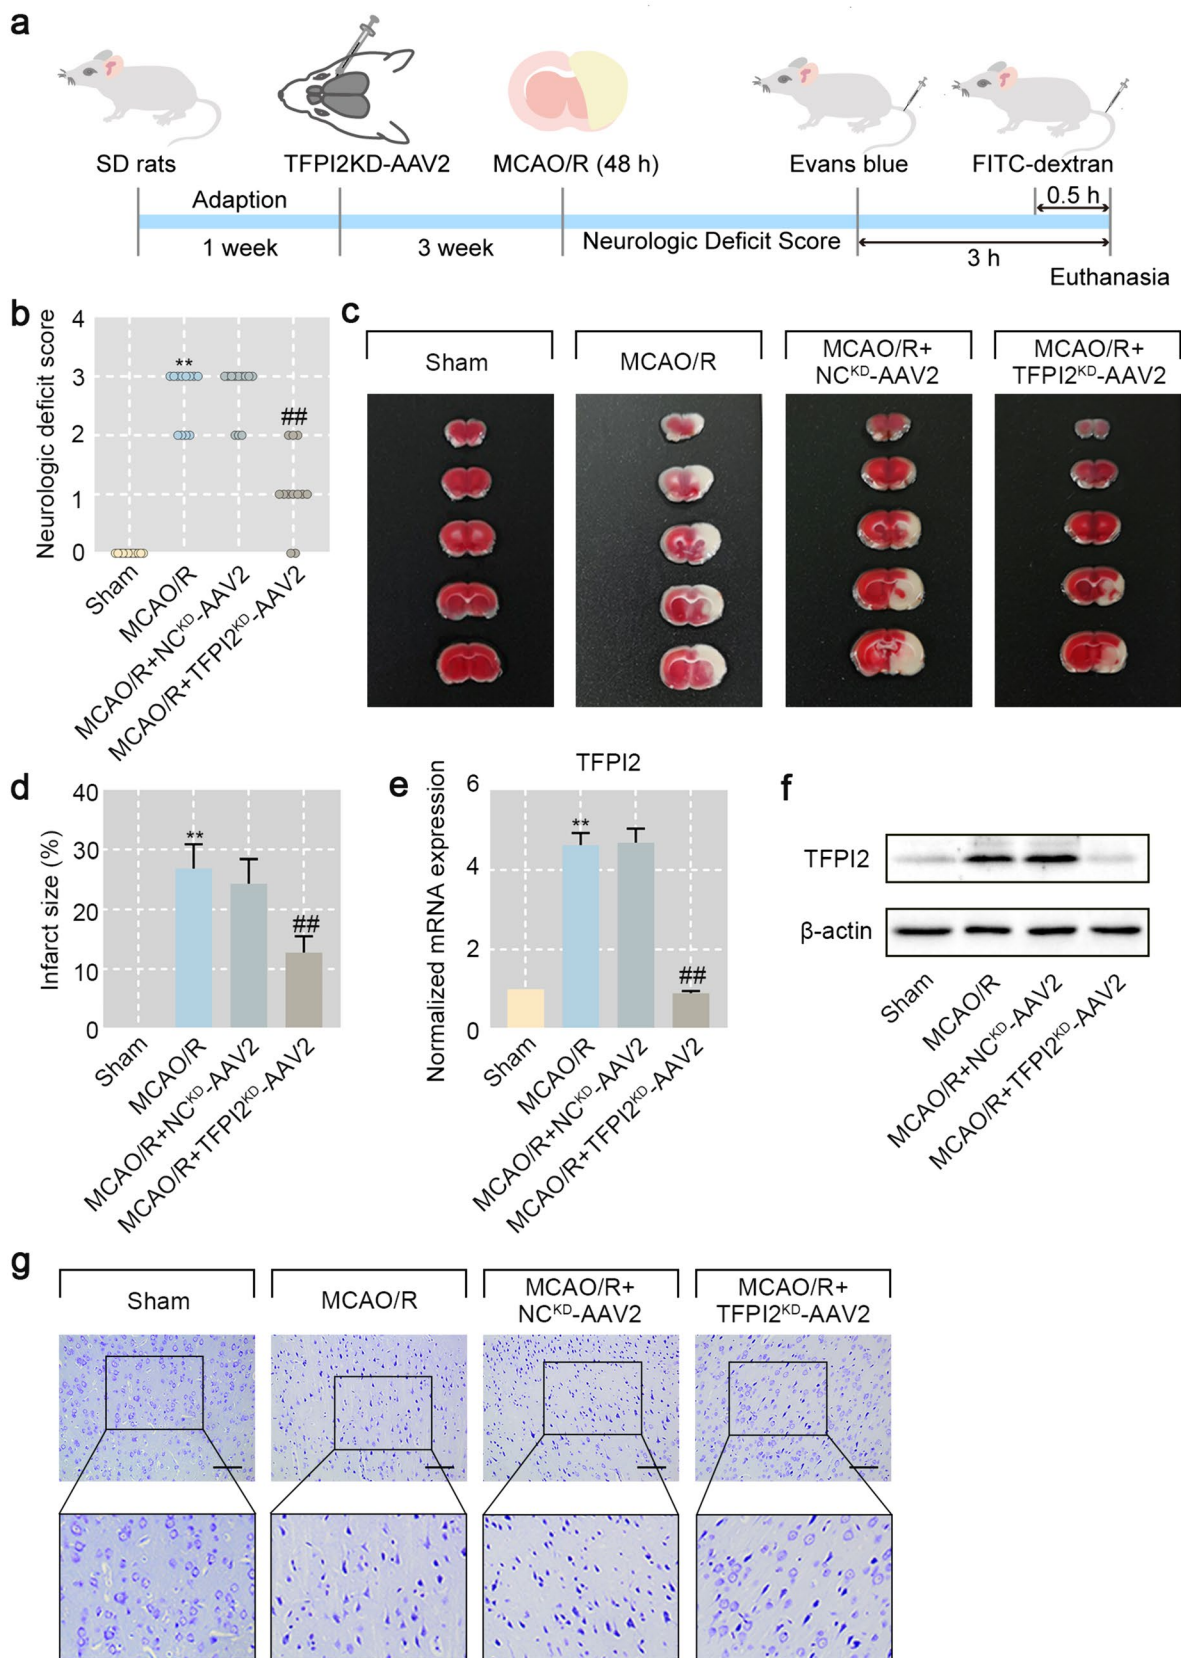 a
SD rats
TFPI2KD-AAV2
MCAO/R (48 h)
Evans blue
FITC-dextran
Adaption
0.5 h
1 week
3 week
Neurologic Deficit Score
3 h
Euthanasia
b
Neurologic deficit score
4
3
2
1
0
**
##
Sham
MCAO/R
MCAO/R+NCᴷᴰ-AAV2
MCAO/R+TFPI2ᴷᴰ-AAV2
c
Sham
MCAO/R
MCAO/R+
NCᴷᴰ-AAV2
MCAO/R+
TFPI2ᴷᴰ-AAV2
d
Infarct size (%)
40
30
20
10
0
**
##
Sham
MCAO/R
MCAO/R+NCᴷᴰ-AAV2
MCAO/R+TFPI2ᴷᴰ-AAV2
e
TFPI2
Normalized mRNA expression
6
4
2
0
**
##
Sham
MCAO/R
MCAO/R+NCᴷᴰ-AAV2
MCAO/R+TFPI2ᴷᴰ-AAV2
f
TFPI2
β-actin
Sham
MCAO/R
MCAO/R+NCᴷᴰ-AAV2
MCAO/R+TFPI2ᴷᴰ-AAV2
g
Sham
MCAO/R
MCAO/R+
NCᴷᴰ-AAV2
MCAO/R+
TFPI2ᴷᴰ-AAV2